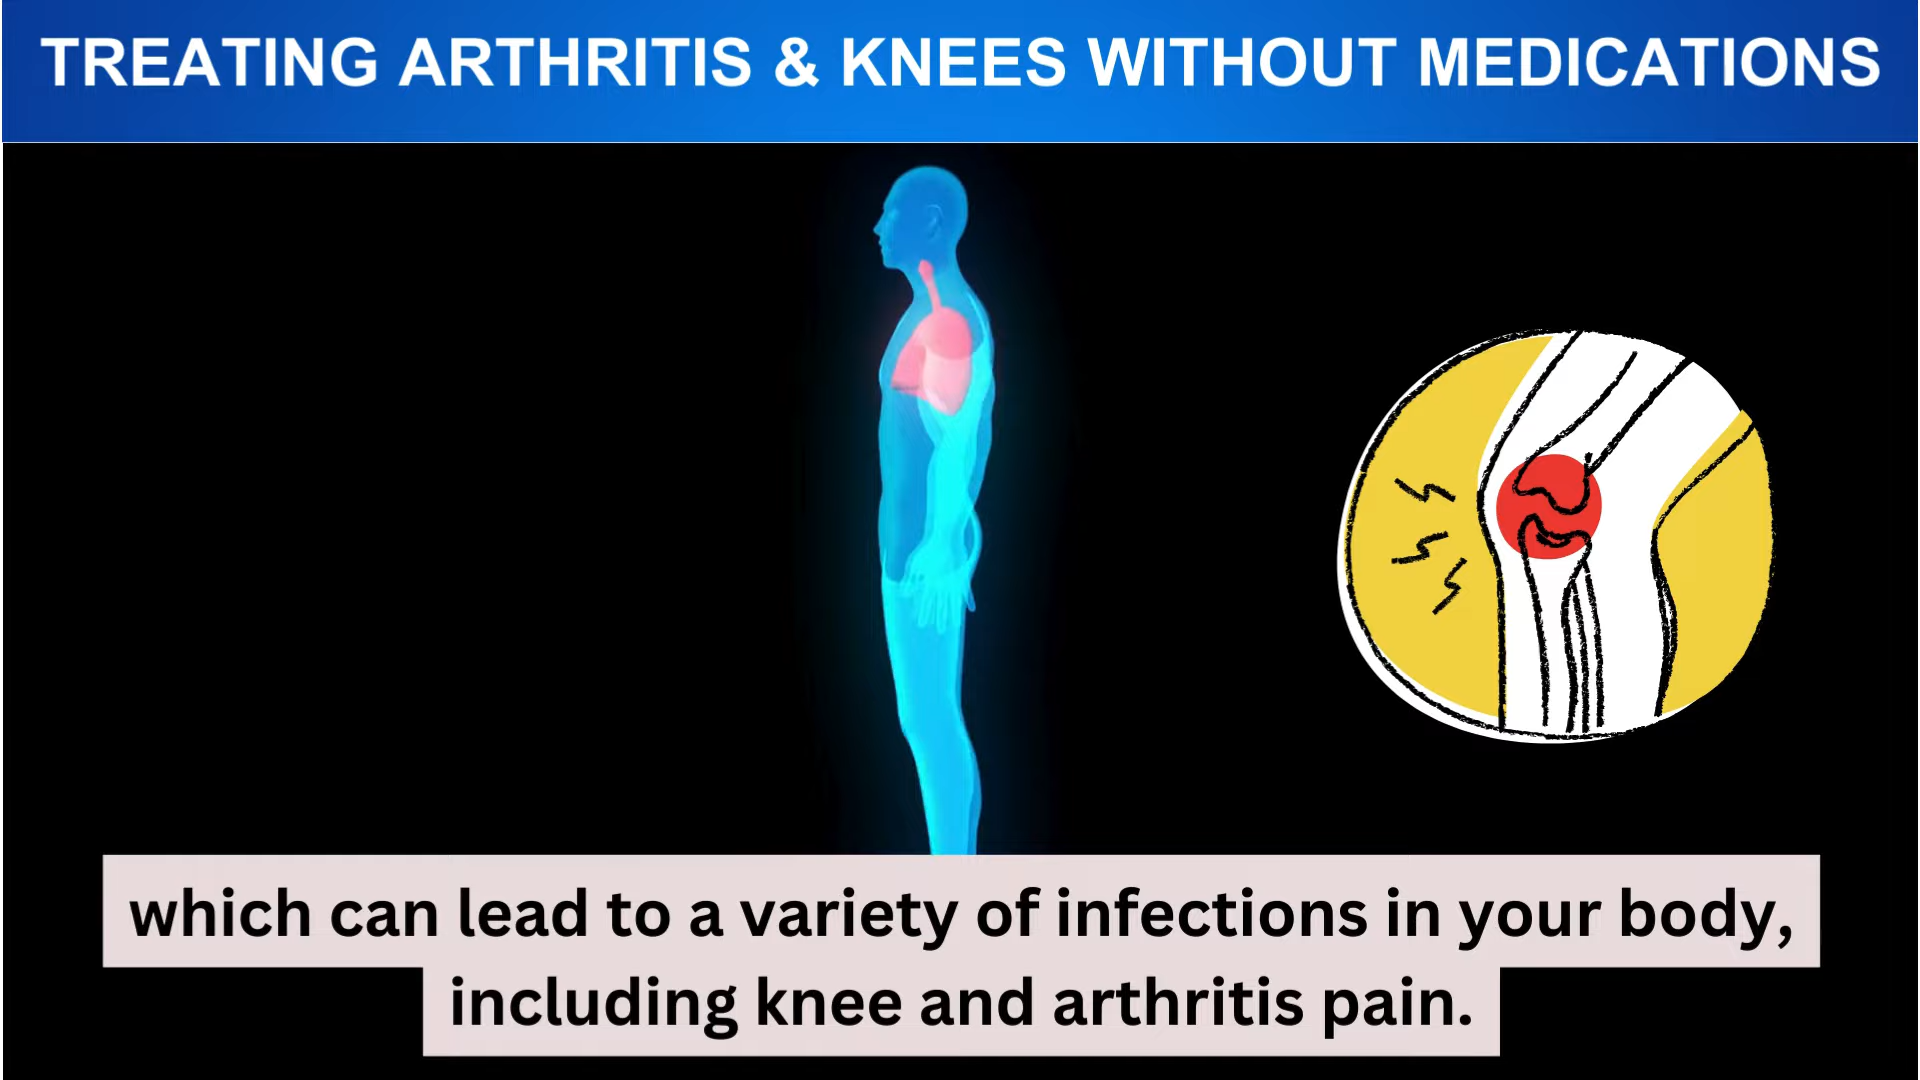 TREATING ARTHRITIS & KNEES WITHOUT MEDICATIONS
which can lead to a variety of infections in your body,
including knee and arthritis pain.